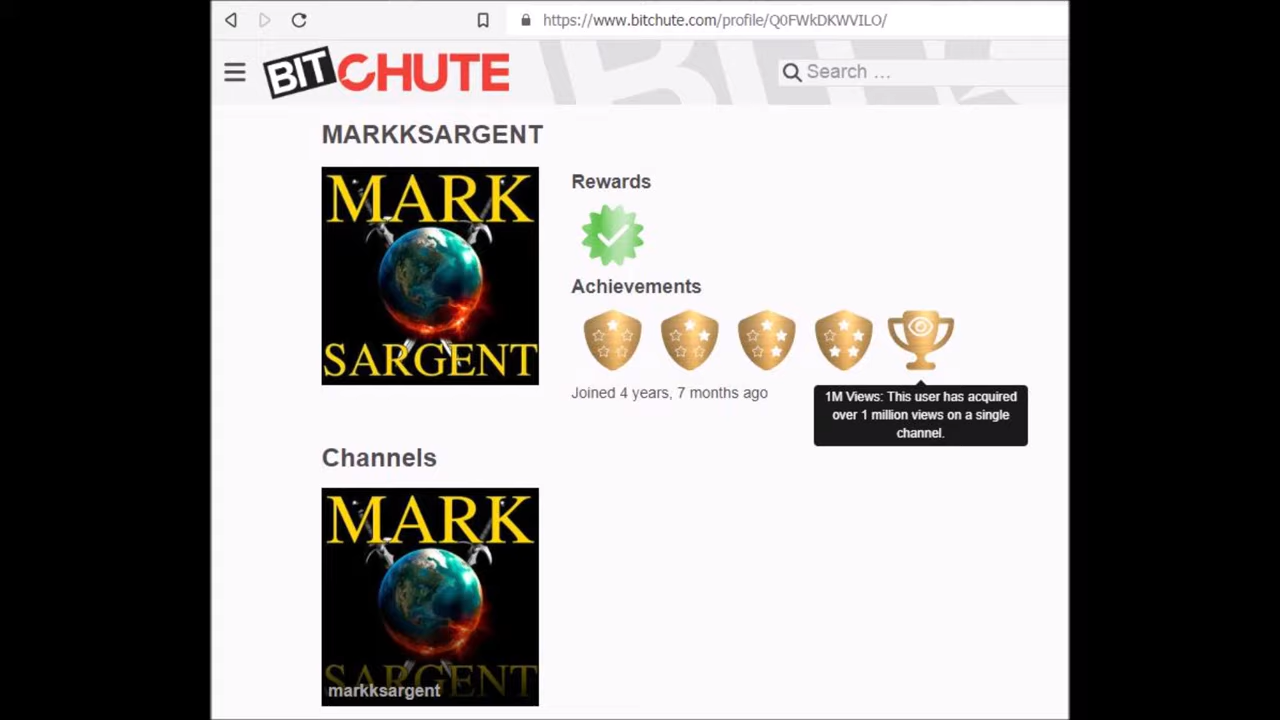 https://www.bitchute.com/profile/Q0FWkDKWVILO/
BITCHUTE
Search ...
MARKKSARGENT
MARK
SARGENT
Rewards
Achievements
Joined 4 years, 7 months ago
1M Views: This user has acquired
over 1 million views on a single
channel.
Channels
MARK
SARGENT
markksargent